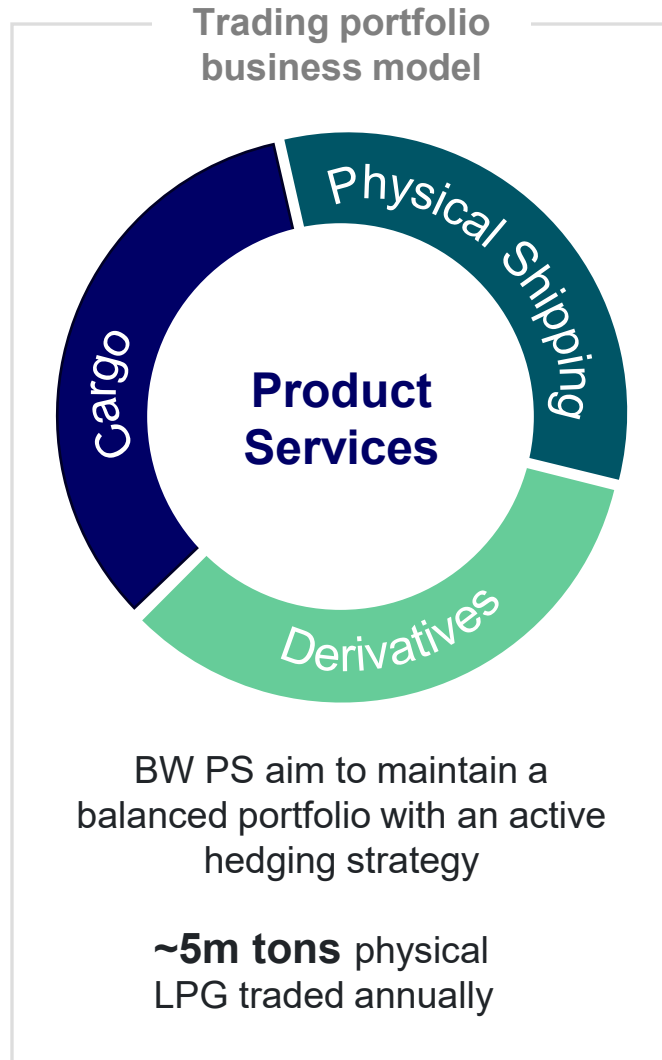 Trading portfolio
business model
Physical Shipping
Cargo
Product
Services
Derivatives
BW PS aim to maintain a
balanced portfolio with an active
hedging strategy
~5m tons physical
LPG traded annually